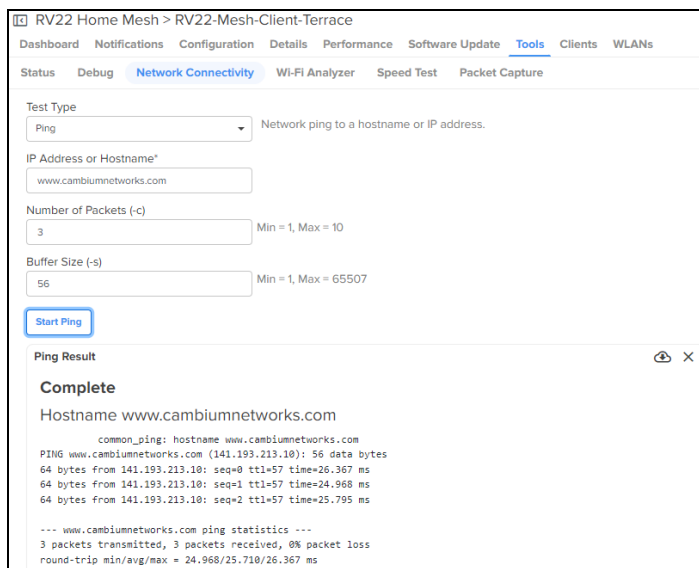 RV22 Home Mesh > RV22-Mesh-Client-Terrace
Dashboard Notifications Configuration Details Performance Software Update Tools Clients WLANs
Status Debug Network Connectivity Wi-Fi Analyzer Speed Test Packet Capture
Test Type
Ping Network ping to a hostname or IP address.
IP Address or Hostname*
www.cambiumnetworks.com
Number of Packets (-c)
3 Min = 1, Max = 10
Buffer Size (-s)
56 Min = 1, Max = 65507
Start Ping
Ping Result
Complete
Hostname www.cambiumnetworks.com
common_ping: hostname www.cambiumnetworks.com
PING www.cambiumnetworks.com (141.193.213.10): 56 data bytes
64 bytes from 141.193.213.10: seq=0 ttl=57 time=26.367 ms
64 bytes from 141.193.213.10: seq=1 ttl=57 time=24.968 ms
64 bytes from 141.193.213.10: seq=2 ttl=57 time=25.795 ms
--- www.cambiumnetworks.com ping statistics ---
3 packets transmitted, 3 packets received, 0% packet loss
round-trip min/avg/max = 24.968/25.710/26.367 ms